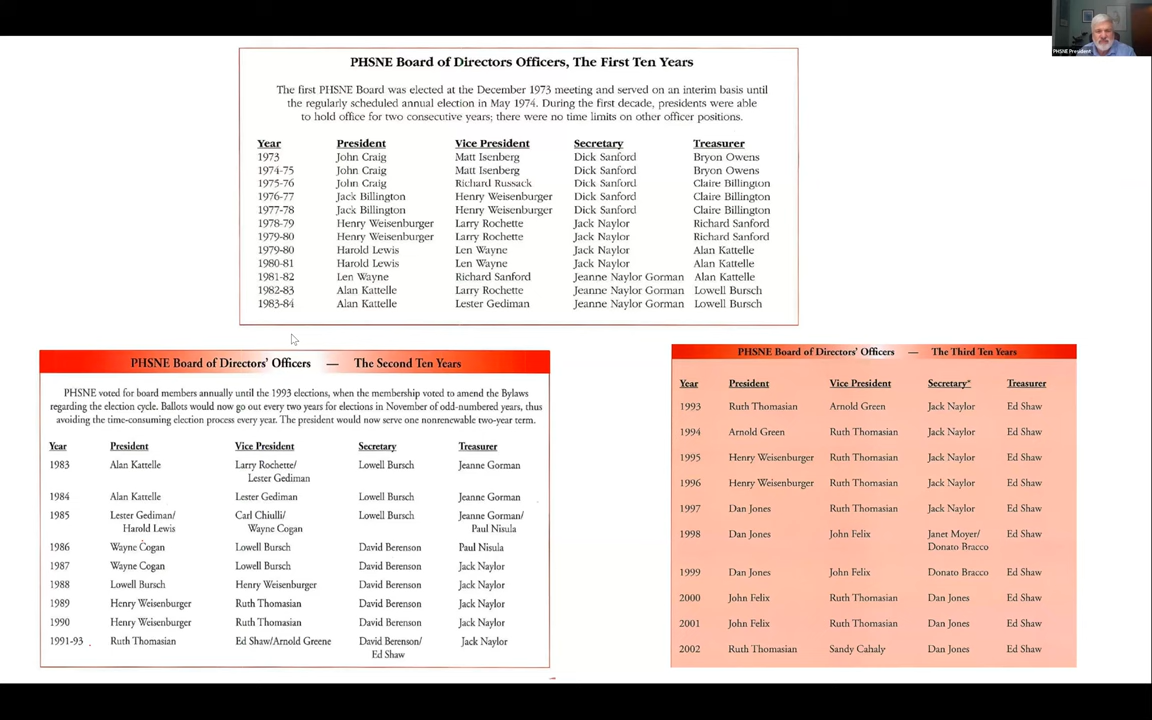 PHSNE President
PHSNE Board of Directors Officers, The First Ten Years
The first PHSNE Board was elected at the December 1973 meeting and served on an interim basis until
the regularly scheduled annual election in May 1974. During the first decade, presidents were able
to hold office for two consecutive years; there were no time limits on other officer positions.
Year President Vice President Secretary Treasurer
1973 John Craig Matt Isenberg Dick Sanford Bryon Owens
1974-75 John Craig Matt Isenberg Dick Sanford Bryon Owens
1975-76 John Craig Richard Russack Dick Sanford Claire Billington
1976-77 Jack Billington Henry Weisenburger Dick Sanford Claire Billington
1977-78 Jack Billington Henry Weisenburger Dick Sanford Claire Billington
1978-79 Henry Weisenburger Larry Rochette Jack Naylor Richard Sanford
1979-80 Henry Weisenburger Larry Rochette Jack Naylor Richard Sanford
1979-80 Harold Lewis Len Wayne Jack Naylor Alan Kattelle
1980-81 Harold Lewis Len Wayne Jack Naylor Alan Kattelle
1981-82 Len Wayne Richard Sanford Jeanne Naylor Gorman Alan Kattelle
1982-83 Alan Kattelle Larry Rochette Jeanne Naylor Gorman Lowell Bursch
1983-84 Alan Kattelle Lester Gediman Jeanne Naylor Gorman Lowell Bursch
PHSNE Board of Directors' Officers — The Second Ten Years
PHSNE voted for board members annually until the 1993 elections, when the membership voted to amend the Bylaws
regarding the election cycle. Ballots would now go out every two years for elections in November of odd-numbered years, thus
avoiding the time-consuming election process every year. The president would now serve one nonrenewable two-year term.
Year President Vice President Secretary Treasurer
1983 Alan Kattelle Larry Rochette/ Lowell Bursch Jeanne Gorman
Lester Gediman
1984 Alan Kattelle Lester Gediman Lowell Bursch Jeanne Gorman
1985 Lester Gediman/ Carl Chiulli/ Lowell Bursch Jeanne Gorman/
Harold Lewis Wayne Cogan Paul Nisula
1986 Wayne Cogan Lowell Bursch David Berenson Paul Nisula
1987 Wayne Cogan Lowell Bursch David Berenson Jack Naylor
1988 Lowell Bursch Henry Weisenburger David Berenson Jack Naylor
1989 Henry Weisenburger Ruth Thomasian David Berenson Jack Naylor
1990 Henry Weisenburger Ruth Thomasian David Berenson Jack Naylor
1991-93 Ruth Thomasian Ed Shaw/Arnold Greene David Berenson/ Jack Naylor
Ed Shaw
PHSNE Board of Directors' Officers — The Third Ten Years
Year President Vice President Secretary* Treasurer
1993 Ruth Thomasian Arnold Green Jack Naylor Ed Shaw
1994 Arnold Green Ruth Thomasian Jack Naylor Ed Shaw
1995 Henry Weisenburger Ruth Thomasian Jack Naylor Ed Shaw
1996 Henry Weisenburger Ruth Thomasian Jack Naylor Ed Shaw
1997 Dan Jones Ruth Thomasian Jack Naylor Ed Shaw
1998 Dan Jones John Felix Janet Moyer/ Ed Shaw
Donato Bracco
1999 Dan Jones John Felix Donato Bracco Ed Shaw
2000 John Felix Ruth Thomasian Dan Jones Ed Shaw
2001 John Felix Ruth Thomasian Dan Jones Ed Shaw
2002 Ruth Thomasian Sandy Cahaly Dan Jones Ed Shaw